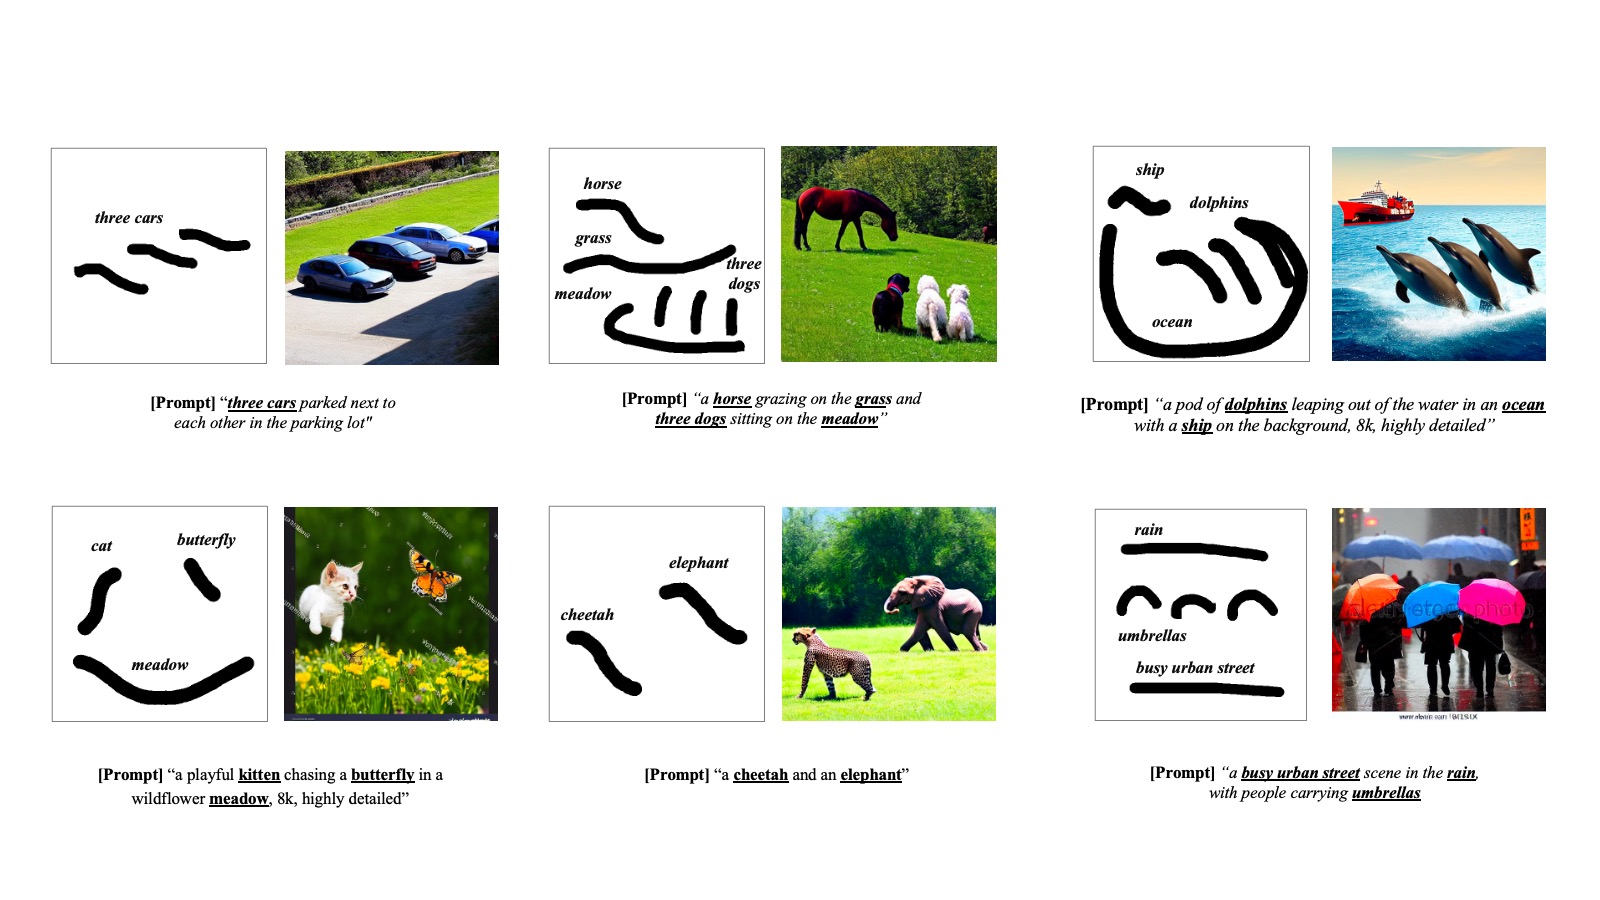 three cars
[Prompt] “three cars parked next to
each other in the parking lot"
horse
grass
three
dogs
meadow
[Prompt] “a horse grazing on the grass and
three dogs sitting on the meadow”
ship
dolphins
ocean
[Prompt] “a pod of dolphins leaping out of the water in an ocean
with a ship on the background, 8k, highly detailed”
cat
butterfly
meadow
[Prompt] “a playful kitten chasing a butterfly in a
wildflower meadow, 8k, highly detailed”
elephant
cheetah
[Prompt] “a cheetah and an elephant”
rain
umbrellas
busy urban street
[Prompt] “a busy urban street scene in the rain,
with people carrying umbrellas